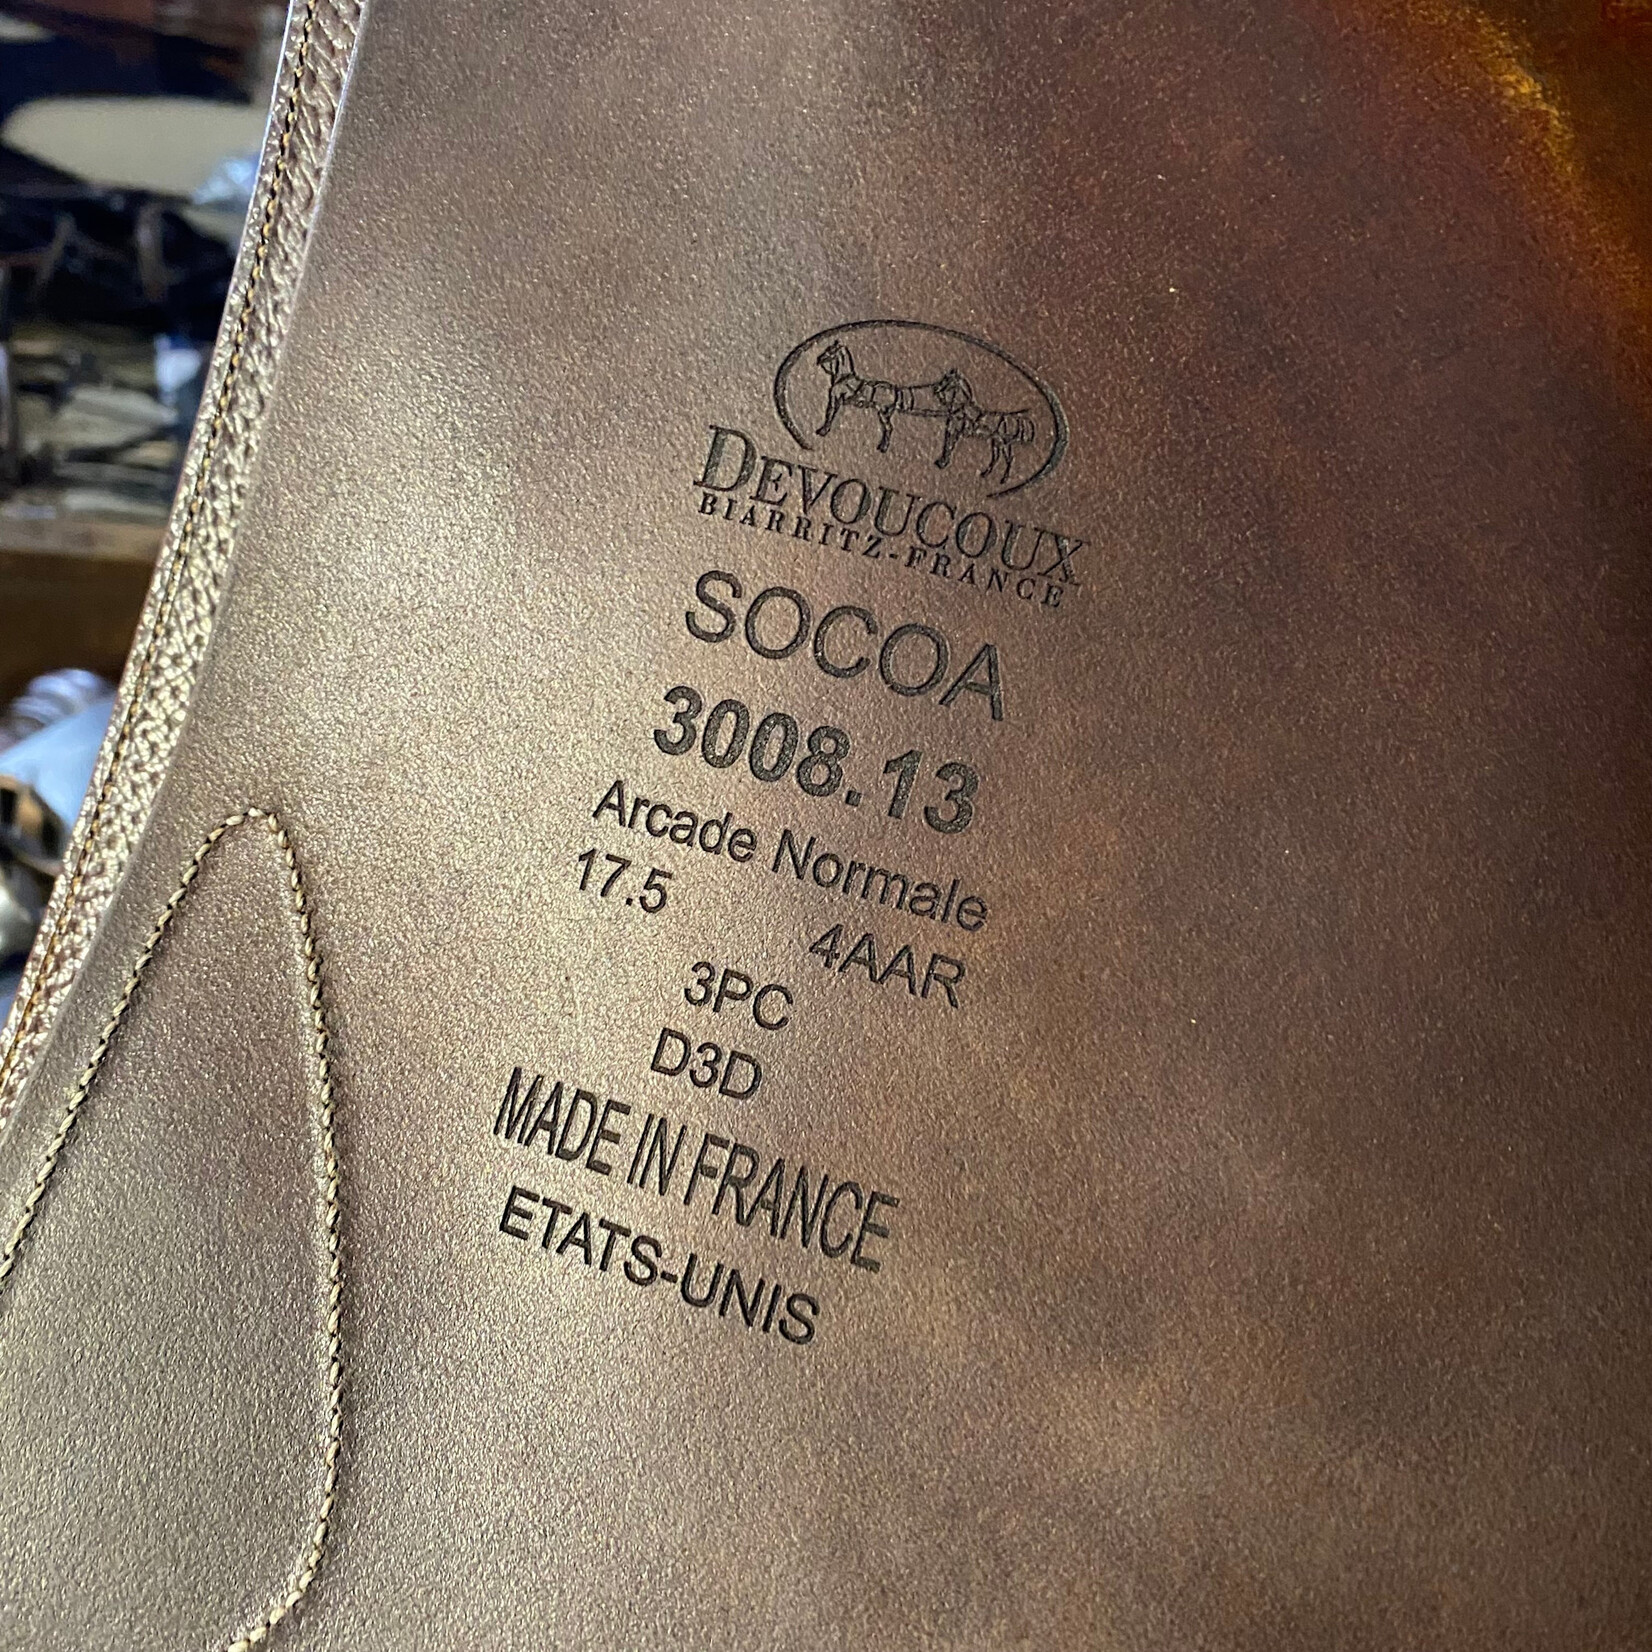 DEVOUCOUX
BIARRITZ-FRANCE
SOCOA
3008.13
Arcade Normale
17.5 4AAR
3PC
D3D
MADE IN FRANCE
ETATS-UNIS